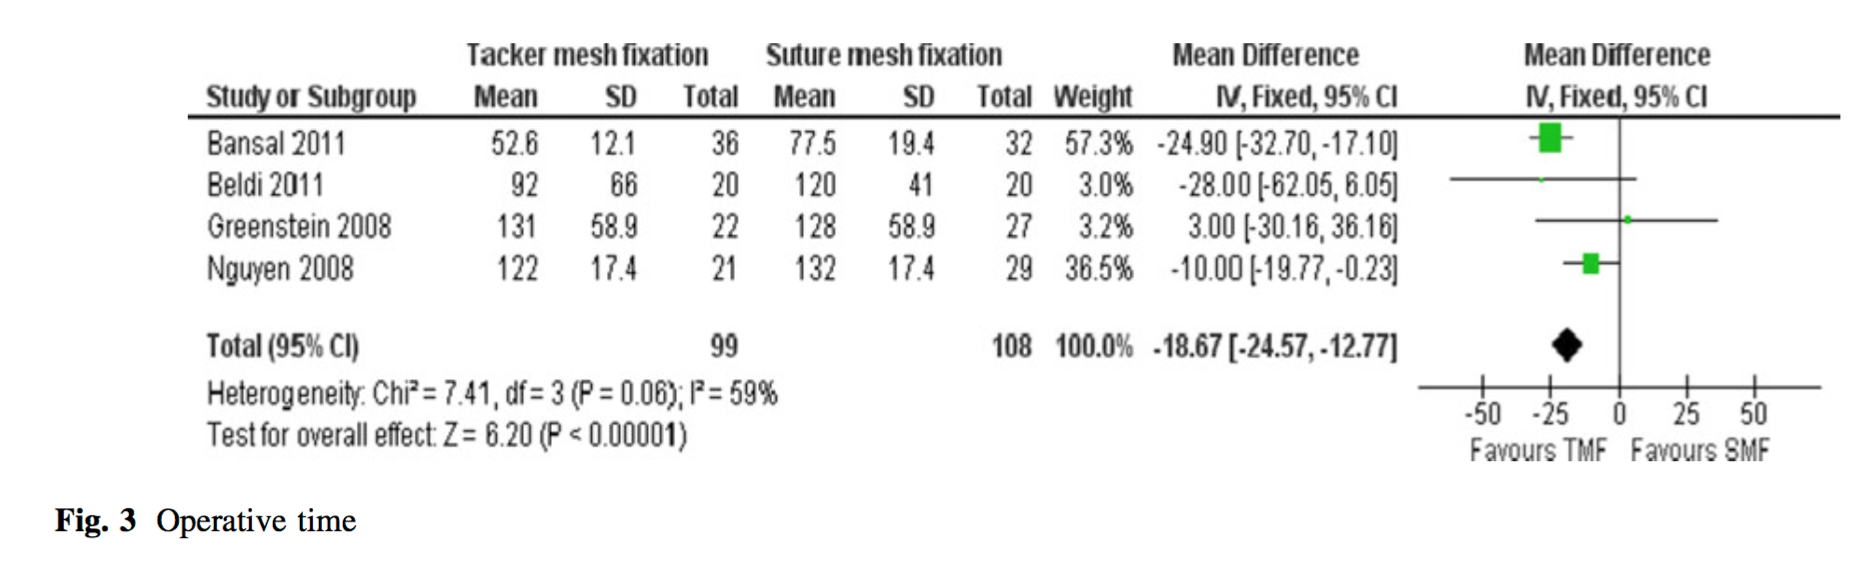 Tacker mesh fixation Suture mesh fixation Mean Difference Mean Difference
Study or Subgroup Mean SD Total Mean SD Total Weight IV, Fixed, 95% CI IV, Fixed, 95% CI
Bansal 2011 52.6 12.1 36 77.5 19.4 32 57.3% -24.90 [-32.70, -17.10]
Beldi 2011 92 66 20 120 41 20 3.0% -28.00 [-62.05, 6.05]
Greenstein 2008 131 58.9 22 128 58.9 27 3.2% 3.00 [-30.16, 36.16]
Nguyen 2008 122 17.4 21 132 17.4 29 36.5% -10.00 [-19.77, -0.23]
Total (95% CI) 99 108 100.0% -18.67 [-24.57, -12.77]
Heterogeneity: Chi² = 7.41, df = 3 (P = 0.06); I² = 59%
Test for overall effect: Z = 6.20 (P < 0.00001)
-50 -25 0 25 50
Favours TMF Favours SMF
Fig. 3 Operative time